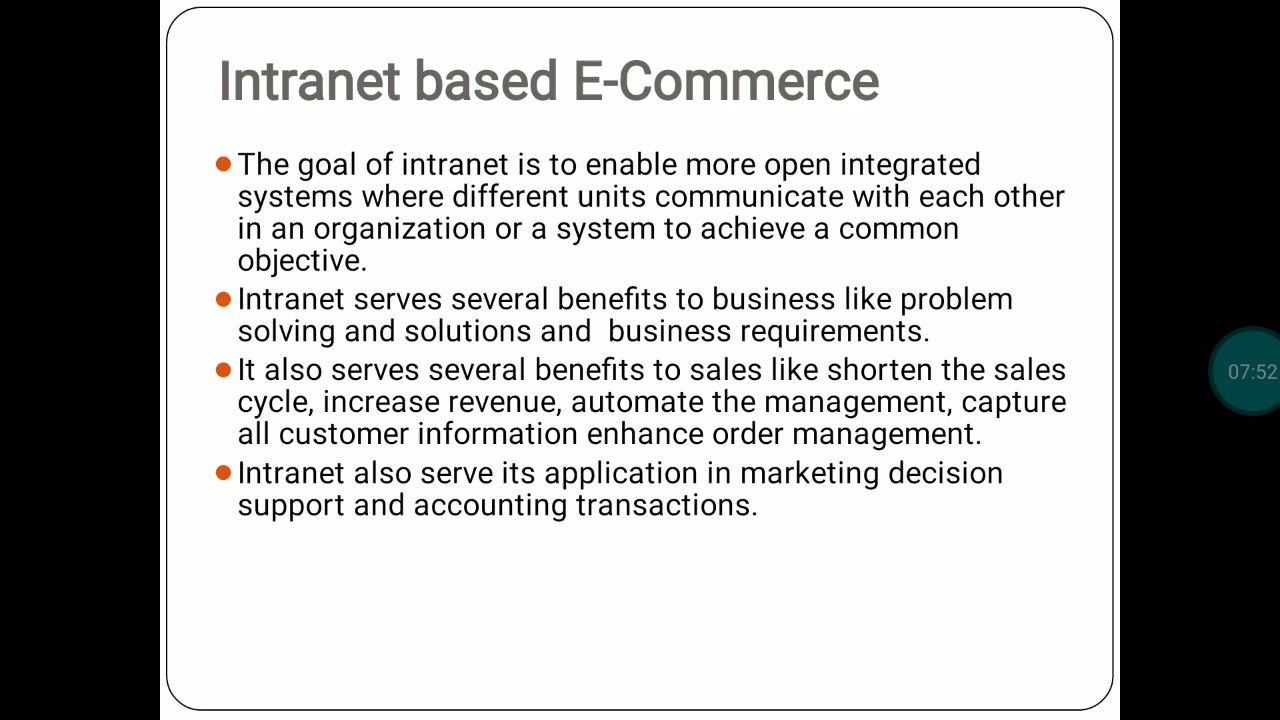 Intranet based E-Commerce
The goal of intranet is to enable more open integrated
systems where different units communicate with each other
in an organization or a system to achieve a common
objective.
Intranet serves several benefits to business like problem
solving and solutions and  business requirements.
It also serves several benefits to sales like shorten the sales
cycle, increase revenue, automate the management, capture
all customer information enhance order management.
Intranet also serve its application in marketing decision
support and accounting transactions.
07:52